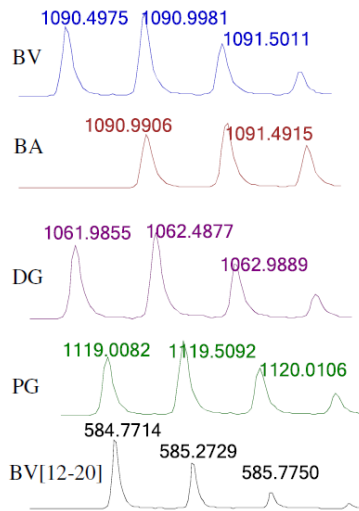 1090.4975 1090.9981
BV 1091.5011
1090.9906 1091.4915
BA
1061.9855 1062.4877
DG 1062.9889
1119.0082 1119.5092
PG 1120.0106
584.7714
585.2729
BV[12-20] 585.7750